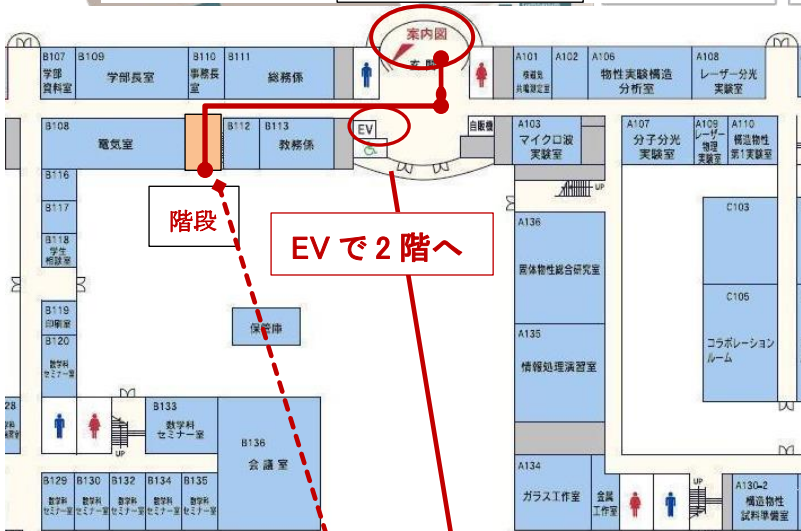 案内図
玄関
B107
学部
資料室
B109
学部長室
B110
事務長
室
B111
総務係
A101
A102
A106
物性実験構造
分析室
A108
レーザー分光
実験室
B108
電気室
B112
B113
教務係
EV
自販機
A103
マイクロ波
実験室
A107
分子分光
実験室
A109
レーザー
物理
実験室
A110
構造物性
第1実験室
B116
B117
B118
学生
相談室
階段
EVで2階へ
UP
A136
固体物性総合研究室
C103
B119
印刷室
B120
数学科
セミナー室
保管庫
A135
情報処理演習室
C105
コラボレーション
ルーム
28
UP
B133
数学科
セミナー室
B136
会議室
B129
数学科
セミナー室
B130
数学科
セミナー室
B132
数学科
セミナー室
B134
数学科
セミナー室
B135
数学科
セミナー室
A134
ガラス工作室
金属
工作室
UP
A130-2
構造物性
試料準備室